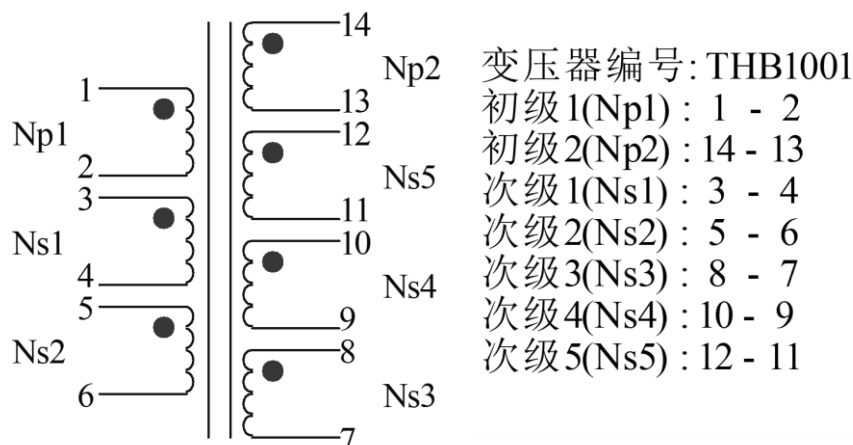 1
2
Np1
3
4
Ns1
5
6
Ns2
14
13
Np2
12
11
Ns5
10
9
Ns4
8
7
Ns3
变压器编号: THB1001
初级1(Np1) : 1 - 2
初级2(Np2) : 14 - 13
次级1(Ns1) : 3 - 4
次级2(Ns2) : 5 - 6
次级3(Ns3) : 8 - 7
次级4(Ns4) : 10 - 9
次级5(Ns5) : 12 - 11